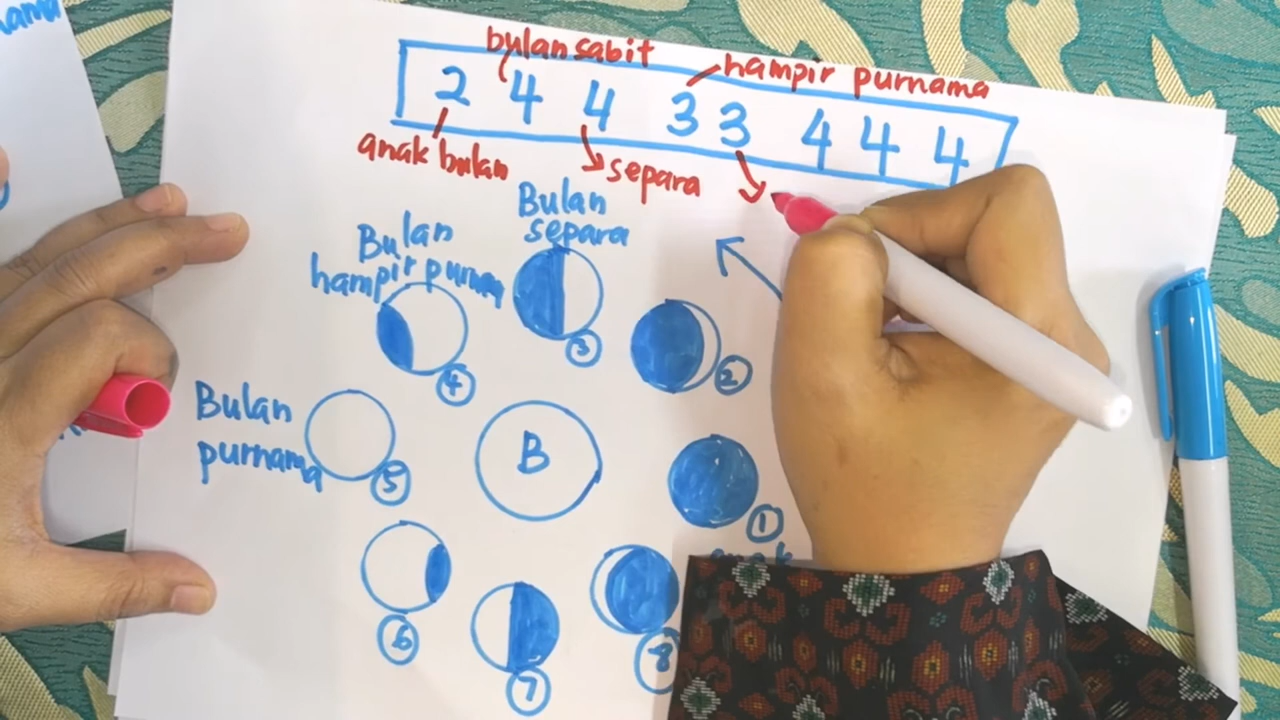 bulan sabit
hampir purnama
2 4 4 3 3 4 4 4
anak bulan
separa
Bulan
separa
Bulan
hampir purnam
3
2
4
Bulan
purnama
5
B
1
6
7
8